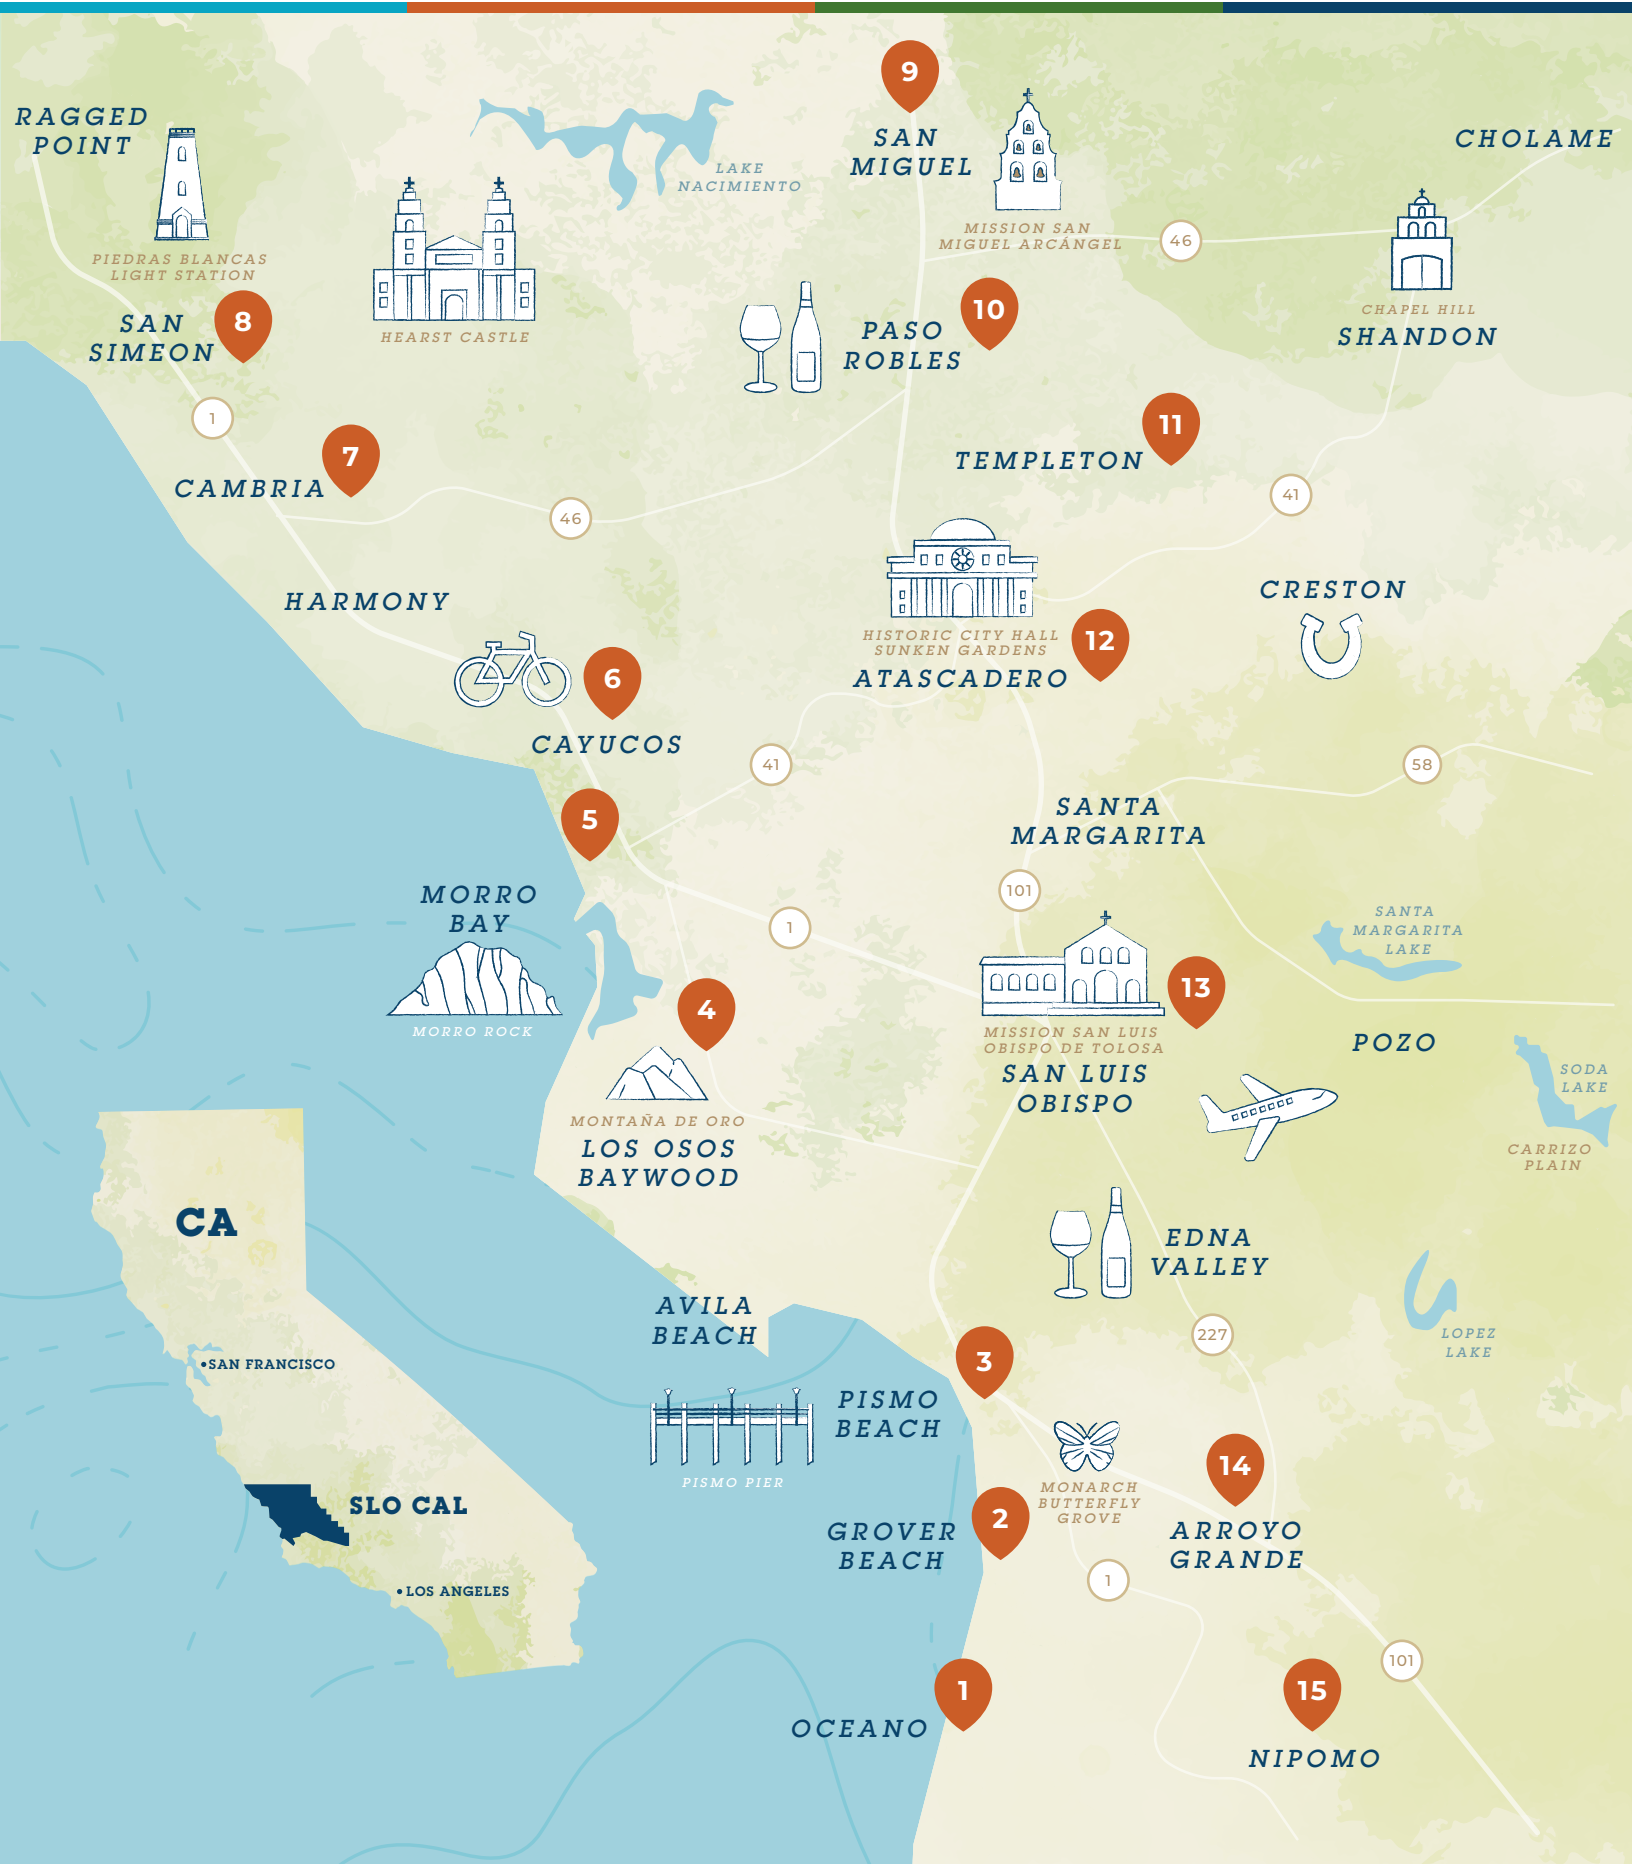 9
RAGGED
POINT
SAN
MIGUEL
CHOLAME
LAKE
NACIMIENTO
MISSION SAN
MIGUEL ARCÁNGEL
46
PIEDRAS BLANCAS
LIGHT STATION
HEARST CASTLE
CHAPEL HILL
SHANDON
SAN
SIMEON
8
PASO
ROBLES
10
1
CAMBRIA
7
46
TEMPLETON
11
41
HARMONY
CRESTON
HISTORIC CITY HALL
SUNKEN GARDENS
ATASCADERO
12
6
CAYUCOS
41
58
5
SANTA
MARGARITA
101
MORRO
BAY
MORRO ROCK
1
SANTA
MARGARITA
LAKE
4
13
MISSION SAN LUIS
OBISPO DE TOLOSA
SAN LUIS
OBISPO
POZO
SODA
LAKE
CARRIZO
PLAIN
MONTAÑA DE ORO
LOS OSOS
BAYWOOD
CA
EDNA
VALLEY
AVILA
BEACH
227
LOPEZ
LAKE
SAN FRANCISCO
3
PISMO
BEACH
PISMO PIER
MONARCH
BUTTERFLY
GROVE
14
ARROYO
GRANDE
SLO CAL
2
GROVER
BEACH
1
LOS ANGELES
101
1
OCEANO
15
NIPOMO